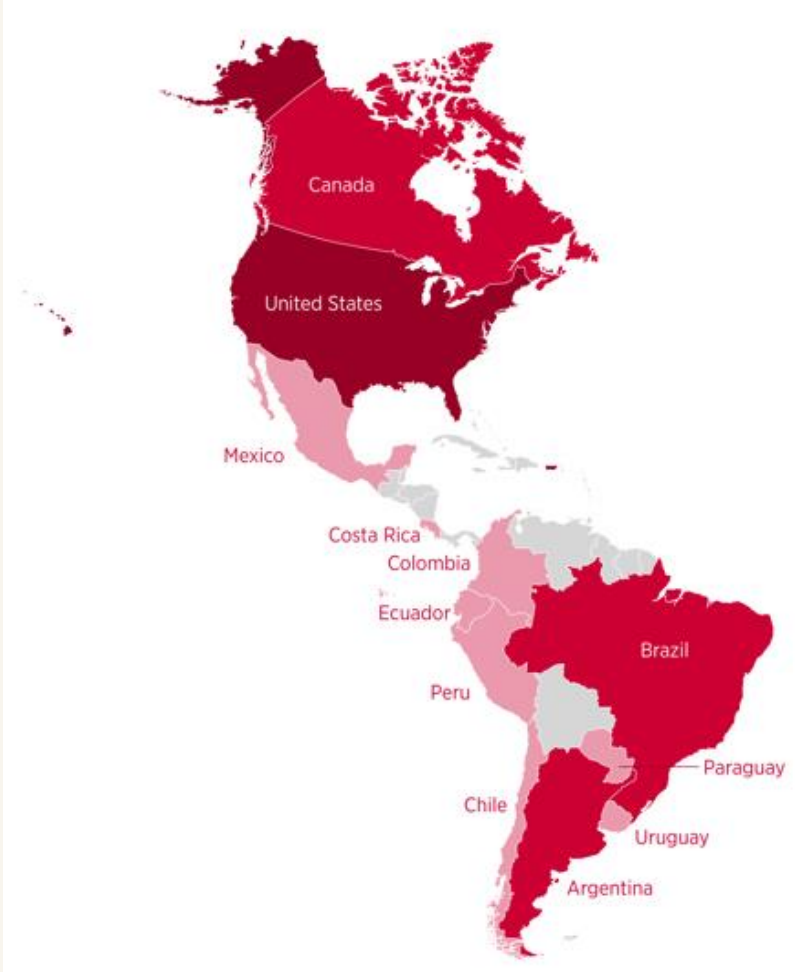 Canada
United States
Mexico
Costa Rica
Colombia
Ecuador
Brazil
Peru
Paraguay
Chile
Uruguay
Argentina